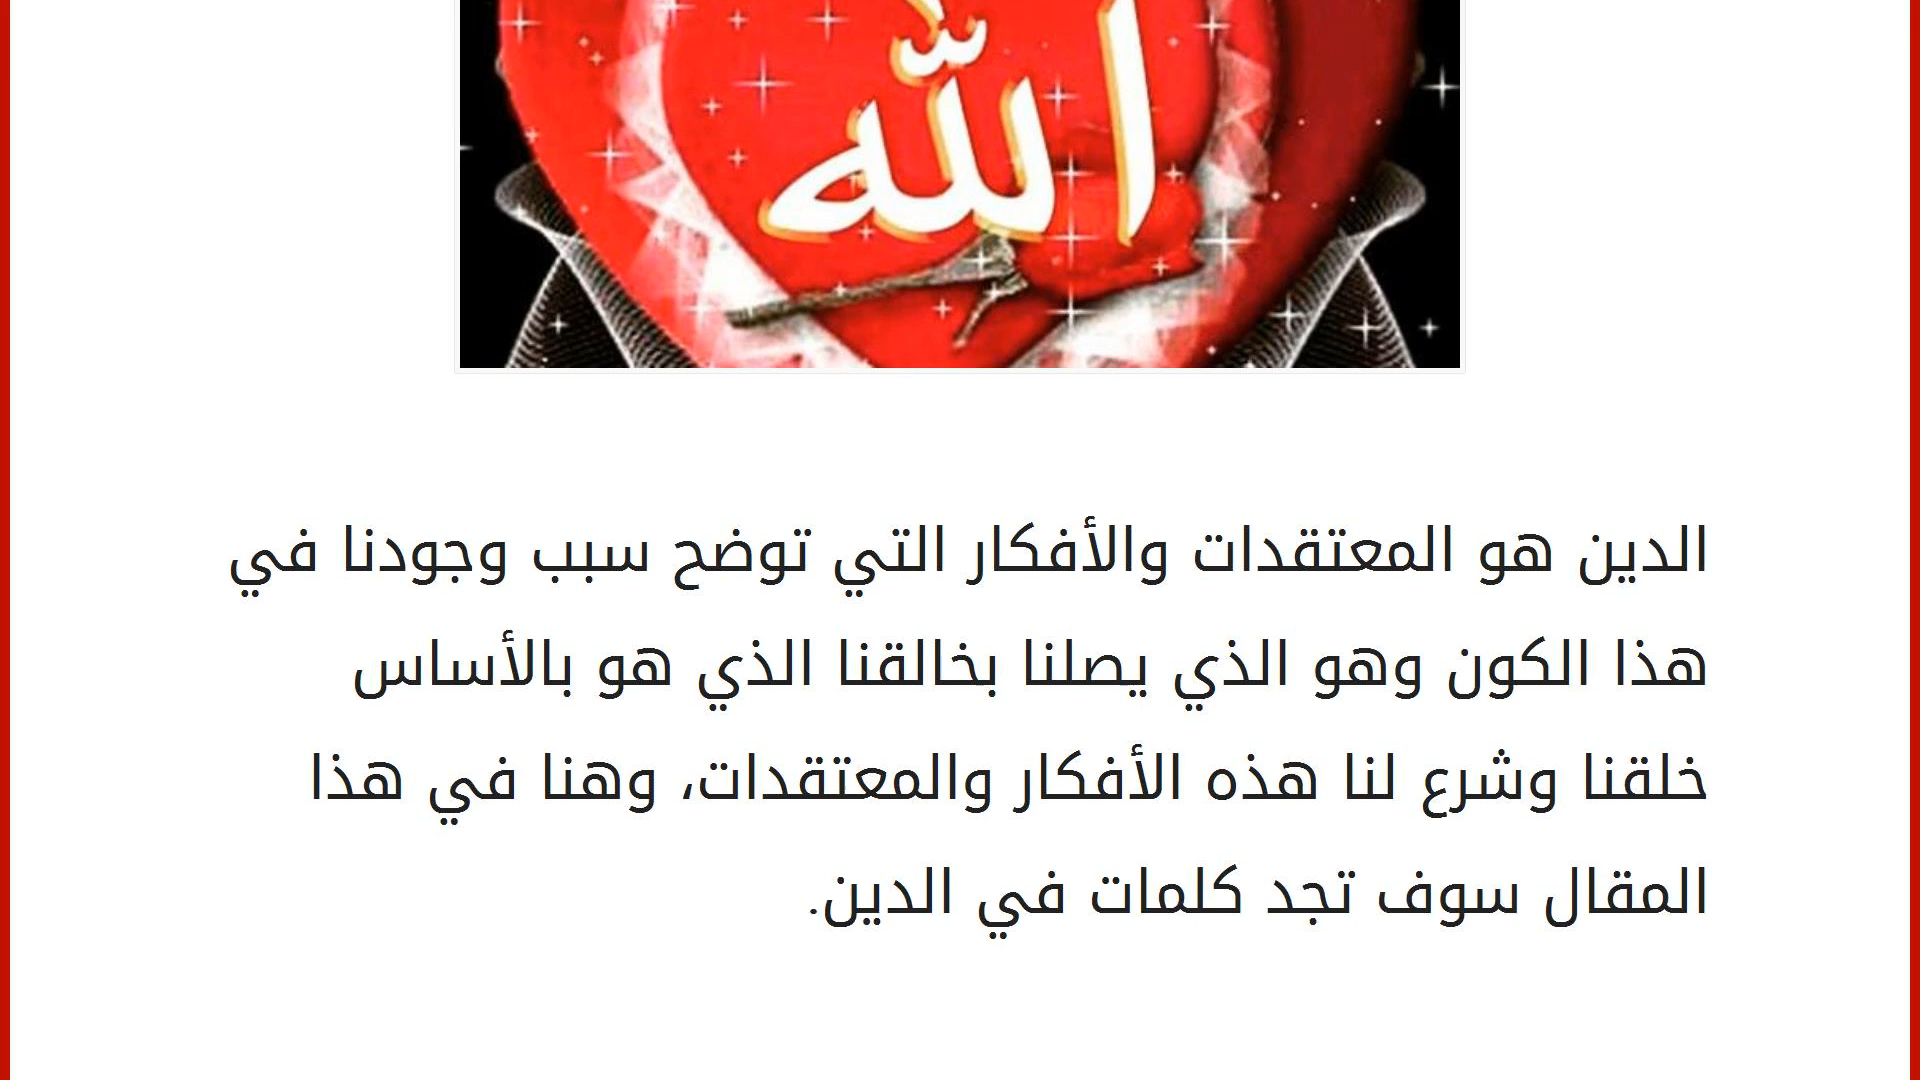 الله
الدين هو المعتقدات والأفكار التي توضح سبب وجودنا في
هذا الكون وهو الذي يصلنا بخالقنا الذي هو بالأساس
خلقنا وشرع لنا هذه الأفكار والمعتقدات، وهنا في هذا
المقال سوف تجد كلمات في الدين.